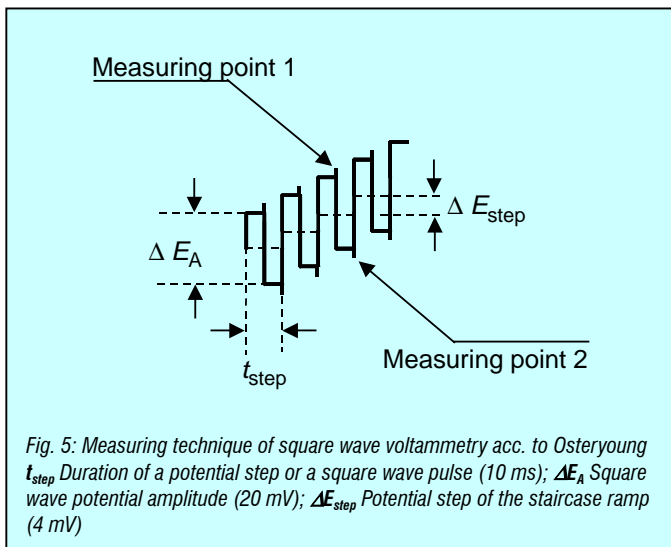 Measuring point 1
Δ E_step
Δ E_A
Measuring point 2
t_step
Fig. 5: Measuring technique of square wave voltammetry acc. to Osteryoung
t_step Duration of a potential step or a square wave pulse (10 ms); ΔE_A Square
wave potential amplitude (20 mV); ΔE_step Potential step of the staircase ramp
(4 mV)